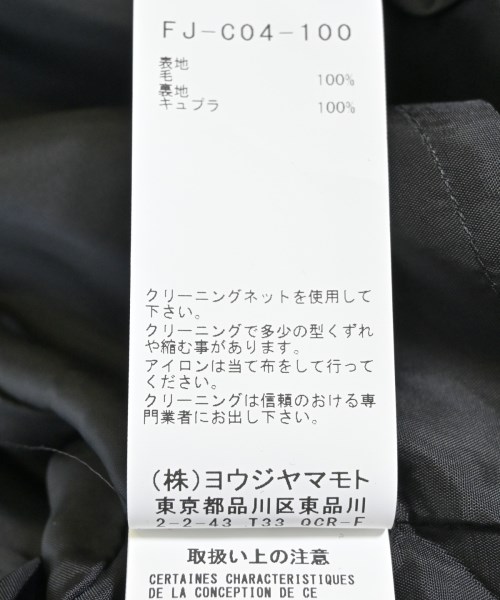 FJ-C04-100
表地
毛 100%
裏地
キュプラ 100%
クリーニングネットを使用して
下さい。
クリーニングで多少の型くずれ
や縮む事があります。
アイロンは当て布をして行って
ください。
クリーニングは信頼のおける専
門業者にお出し下さい。
(株)ヨウジヤマモト
東京都品川区東品川
2-2-43 T33 OCR-F
取扱い上の注意
CERTAINES CHARACTERISTIQUES
DE LA CONCEPTION DE CE